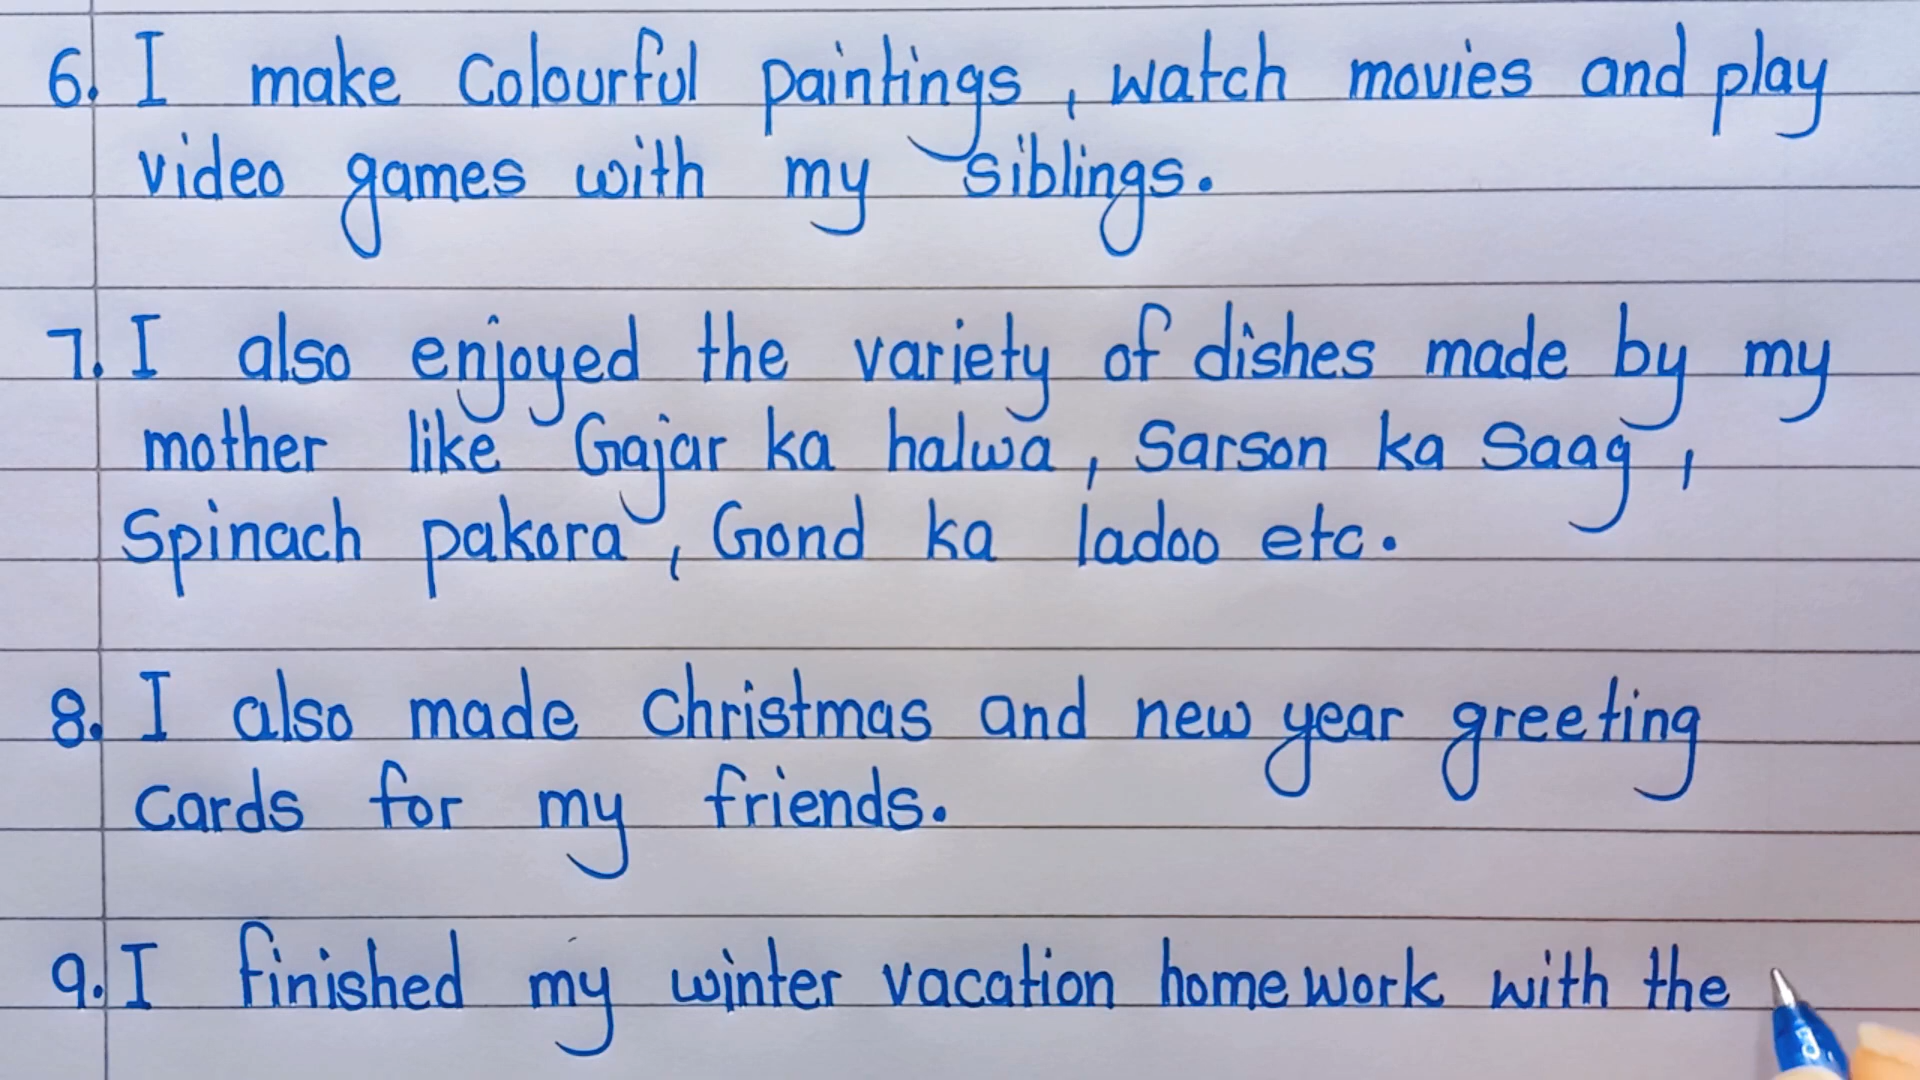 6. I make Colourful paintings, watch movies and play
video games with my siblings.
7. I also enjoyed the variety of dishes made by my
mother like Gajar ka halwa, Sarson ka Saag,
Spinach pakora, Gond ka ladoo etc.
8. I also made Christmas and new year greeting
cards for my friends.
9. I finished my winter vacation home work with the